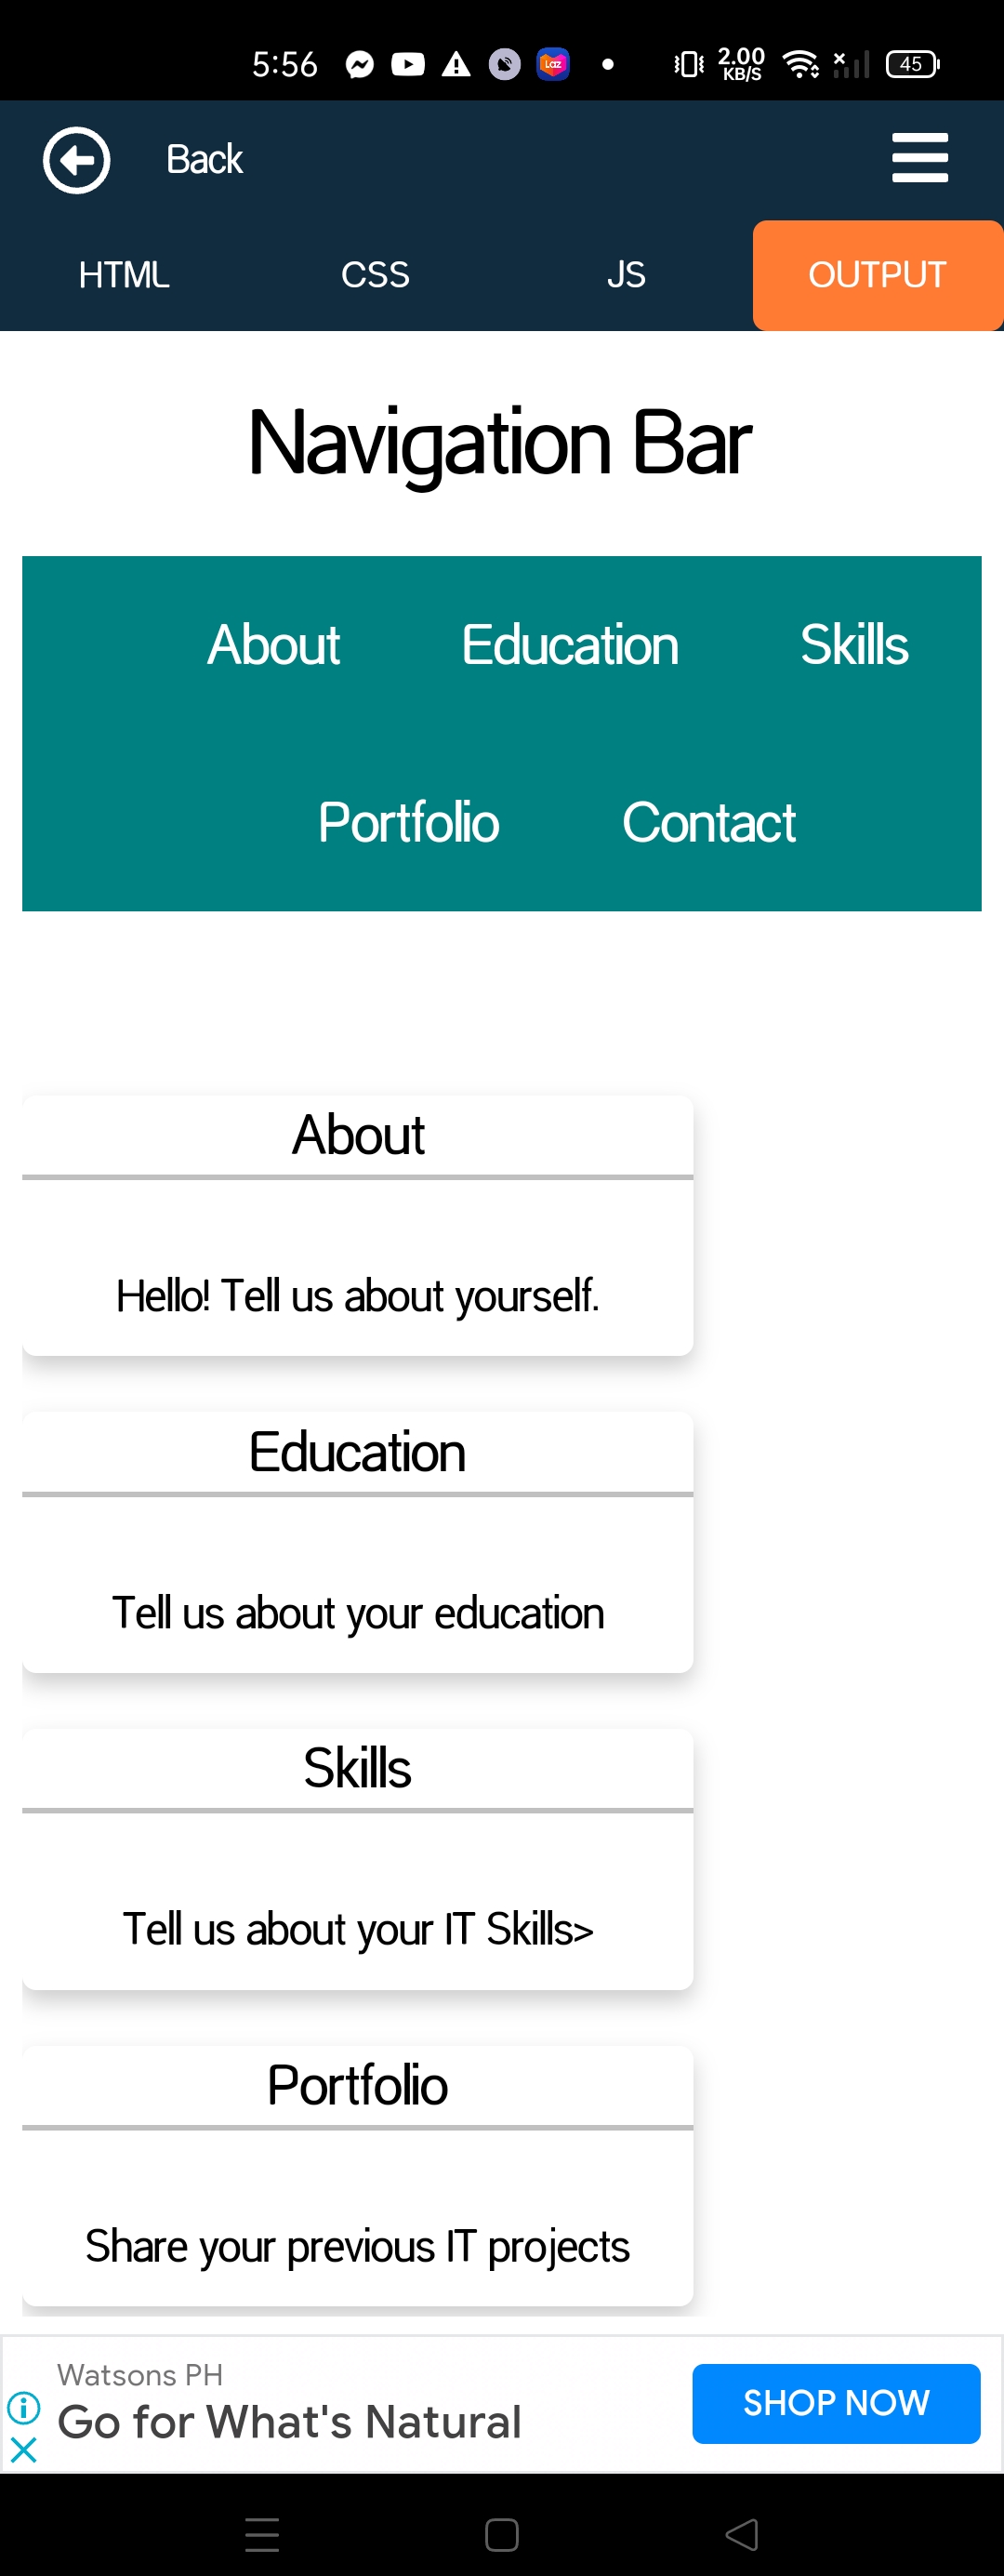 5:56 Laz 2.00 KB/S 45
Back
HTML CSS JS OUTPUT
Navigation Bar
About Education Skills
Portfolio Contact
About
Hello! Tell us about yourself.
Education
Tell us about your education
Skills
Tell us about your IT Skills>
Portfolio
Share your previous IT projects
Watsons PH
Go for What's Natural
SHOP NOW